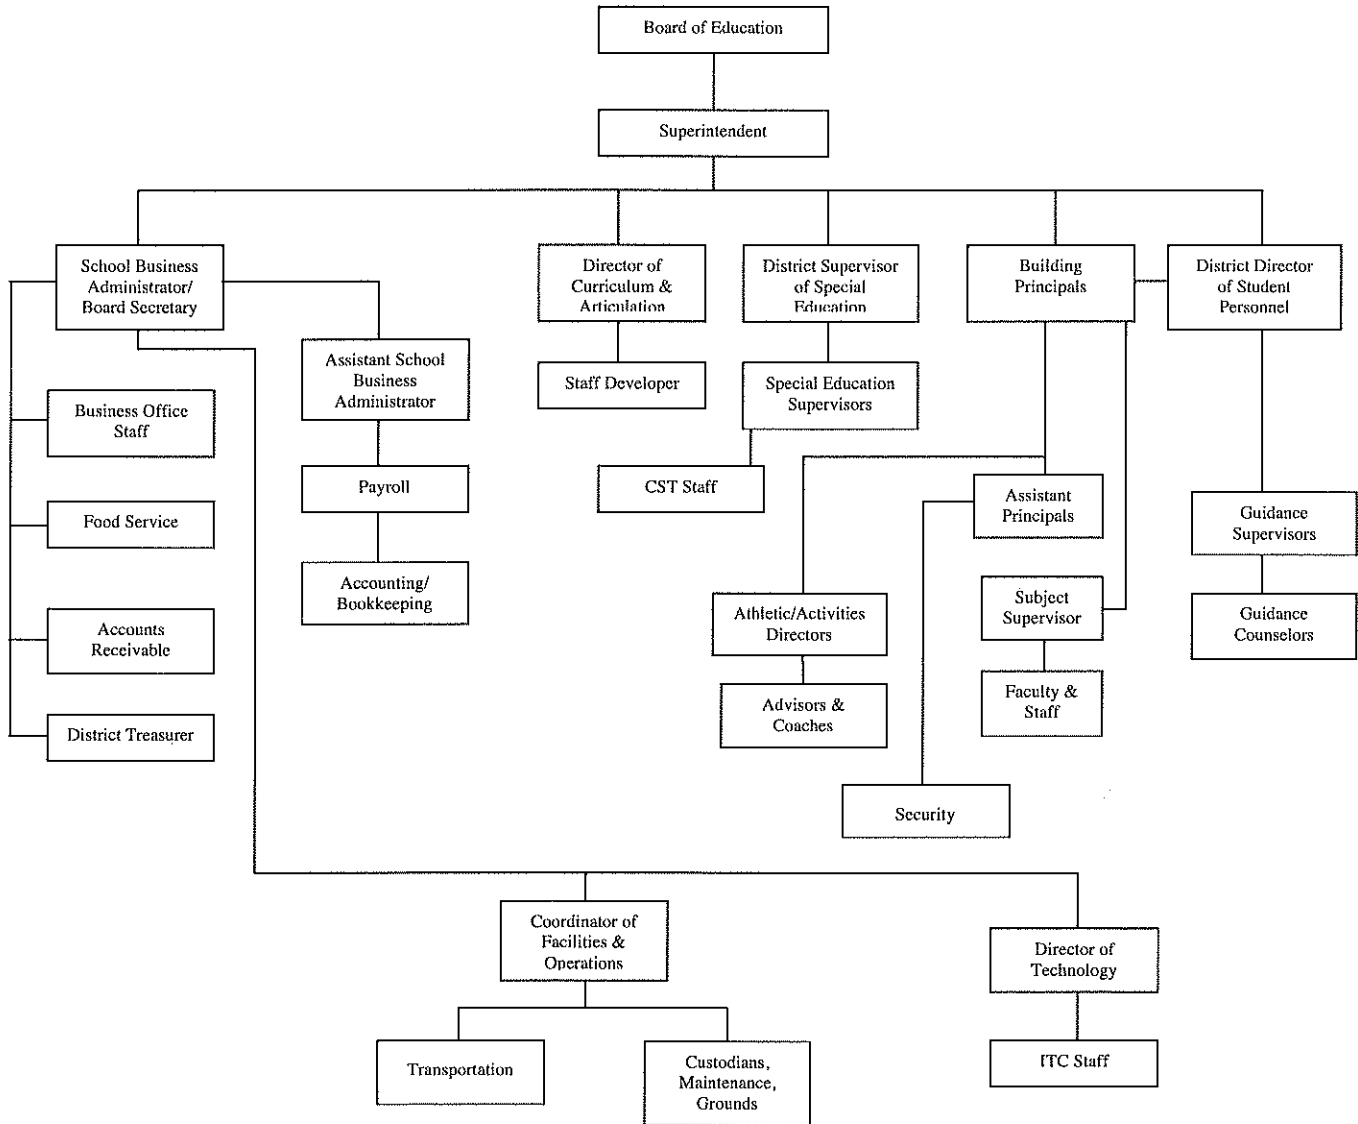 Board of Education
Superintendent
School Business
Administrator/
Board Secretary
Director of
Curriculum &
Articulation
District Supervisor
of Special
Education
Building
Principals
District Director
of Student
Personnel
Assistant School
Business
Administrator
Staff Developer
Special Education
Supervisors
Business Office
Staff
Payroll
CST Staff
Assistant
Principals
Guidance
Supervisors
Food Service
Accounting/
Bookkeeping
Athletic/Activities
Directors
Subject
Supervisor
Guidance
Counselors
Accounts
Receivable
Advisors &
Coaches
Faculty &
Staff
District Treasurer
Security
Coordinator of
Facilities &
Operations
Director of
Technology
Transportation
Custodians,
Maintenance,
Grounds
ITC Staff